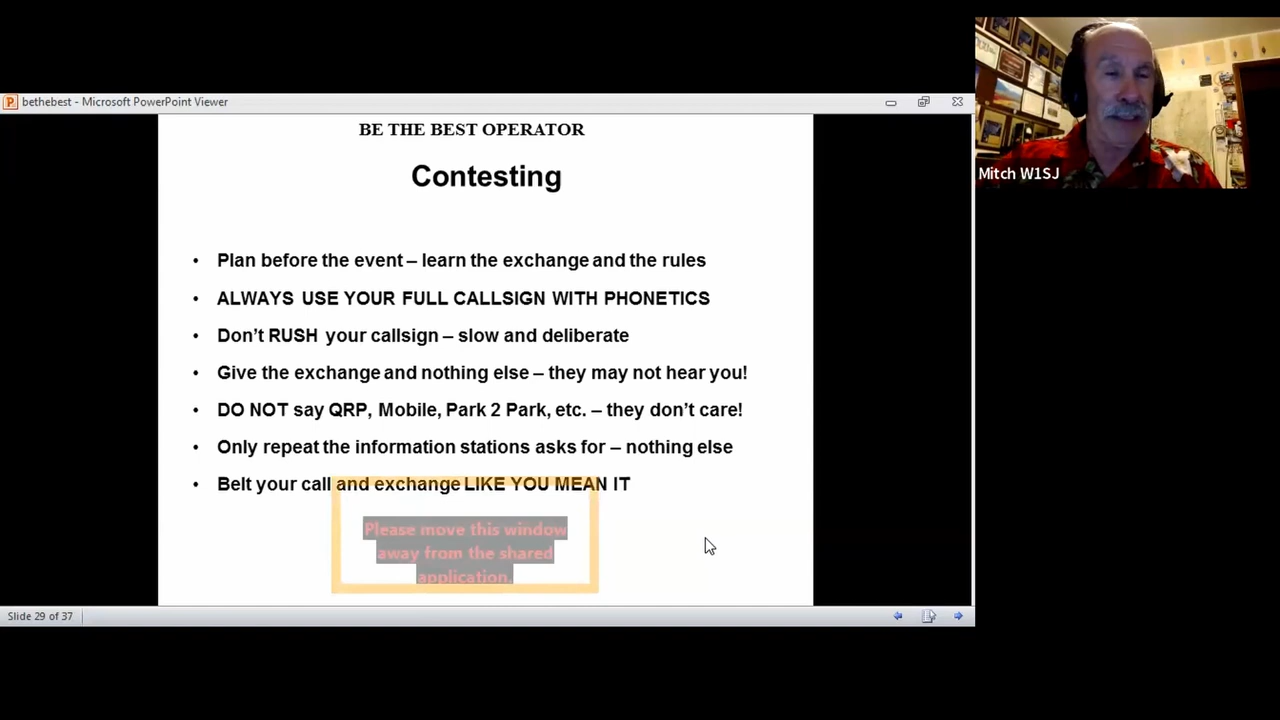 bethebest - Microsoft PowerPoint Viewer
BE THE BEST OPERATOR
Contesting
• Plan before the event – learn the exchange and the rules
• ALWAYS USE YOUR FULL CALLSIGN WITH PHONETICS
• Don't RUSH your callsign – slow and deliberate
• Give the exchange and nothing else – they may not hear you!
• DO NOT say QRP, Mobile, Park 2 Park, etc. – they don't care!
• Only repeat the information stations asks for – nothing else
• Belt your call and exchange LIKE YOU MEAN IT
Please move this window
away from the shared
application.
Slide 29 of 37
Mitch W1SJ